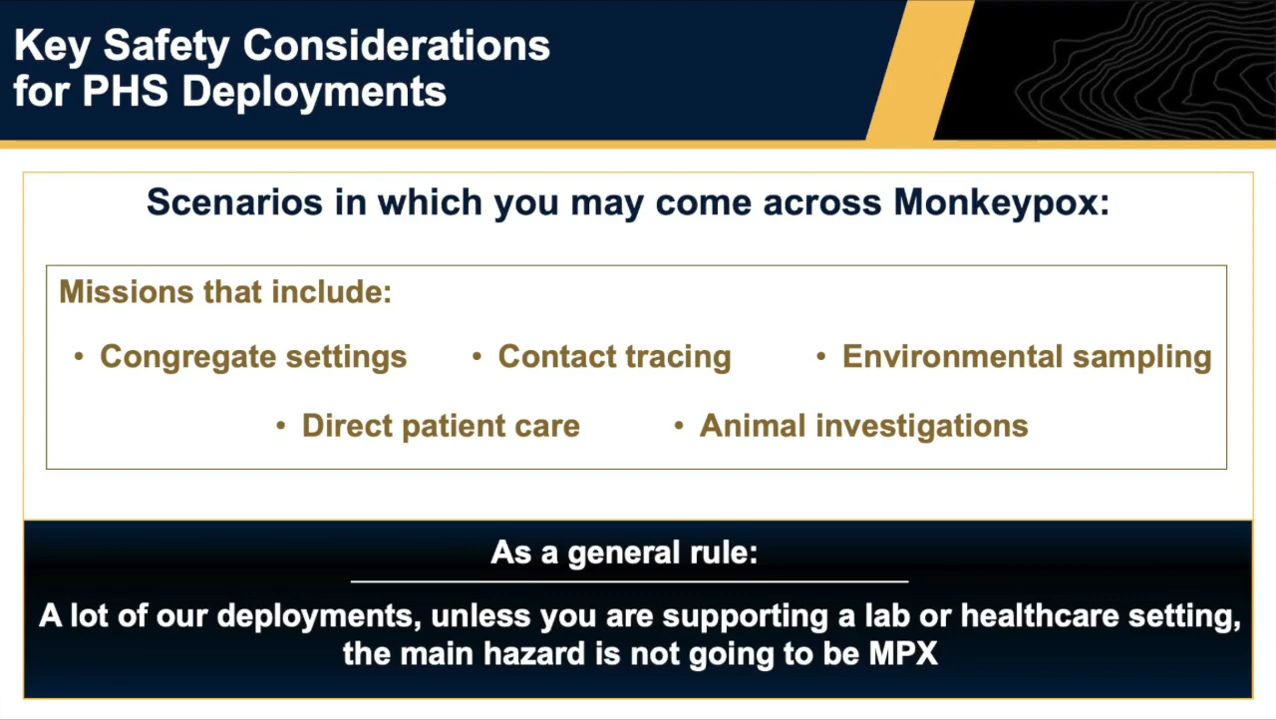 Key Safety Considerations
for PHS Deployments
Scenarios in which you may come across Monkeypox:
Missions that include:
• Congregate settings • Contact tracing • Environmental sampling
• Direct patient care • Animal investigations
As a general rule:
A lot of our deployments, unless you are supporting a lab or healthcare setting,
the main hazard is not going to be MPX